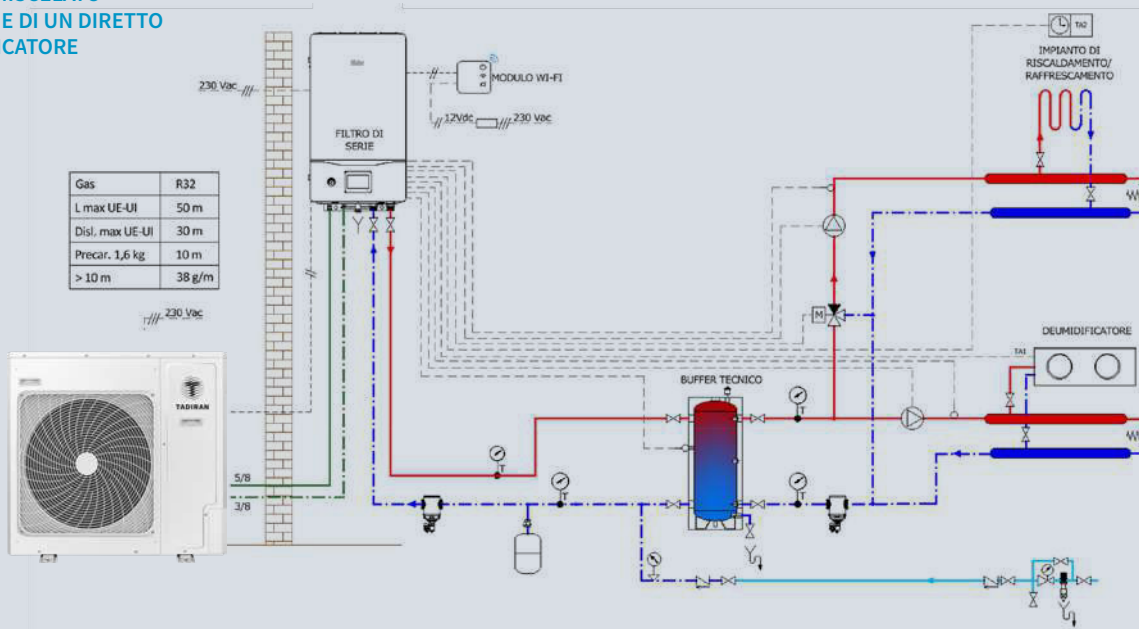 E DI UN DIRETTO
CATORE
TA2
IMPIANTO DI
RISCALDAMENTO/
RAFFRESCAMENTO
230 Vac
MODULO WI-FI
12Vdc
230 Vac
FILTRO DI
SERIE
Gas R32
L max UE-UI 50 m
Disl. max UE-UI 30 m
Precar. 1,6 kg 10 m
> 10 m 38 g/m
230 Vac
M
DEUMIDIFICATORE
TA1
BUFFER TECNICO
TADIRAN
T
T
T
T
5/8
3/8